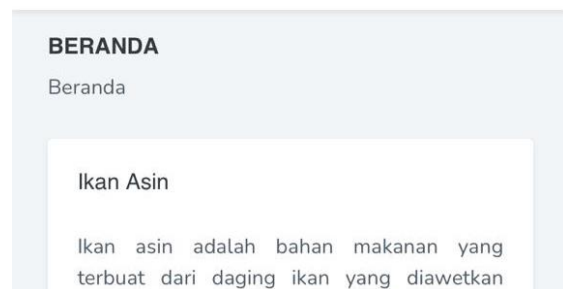 BERANDA
Beranda
Ikan Asin
Ikan asin adalah bahan makanan yang
terbuat dari daging ikan yang diawetkan